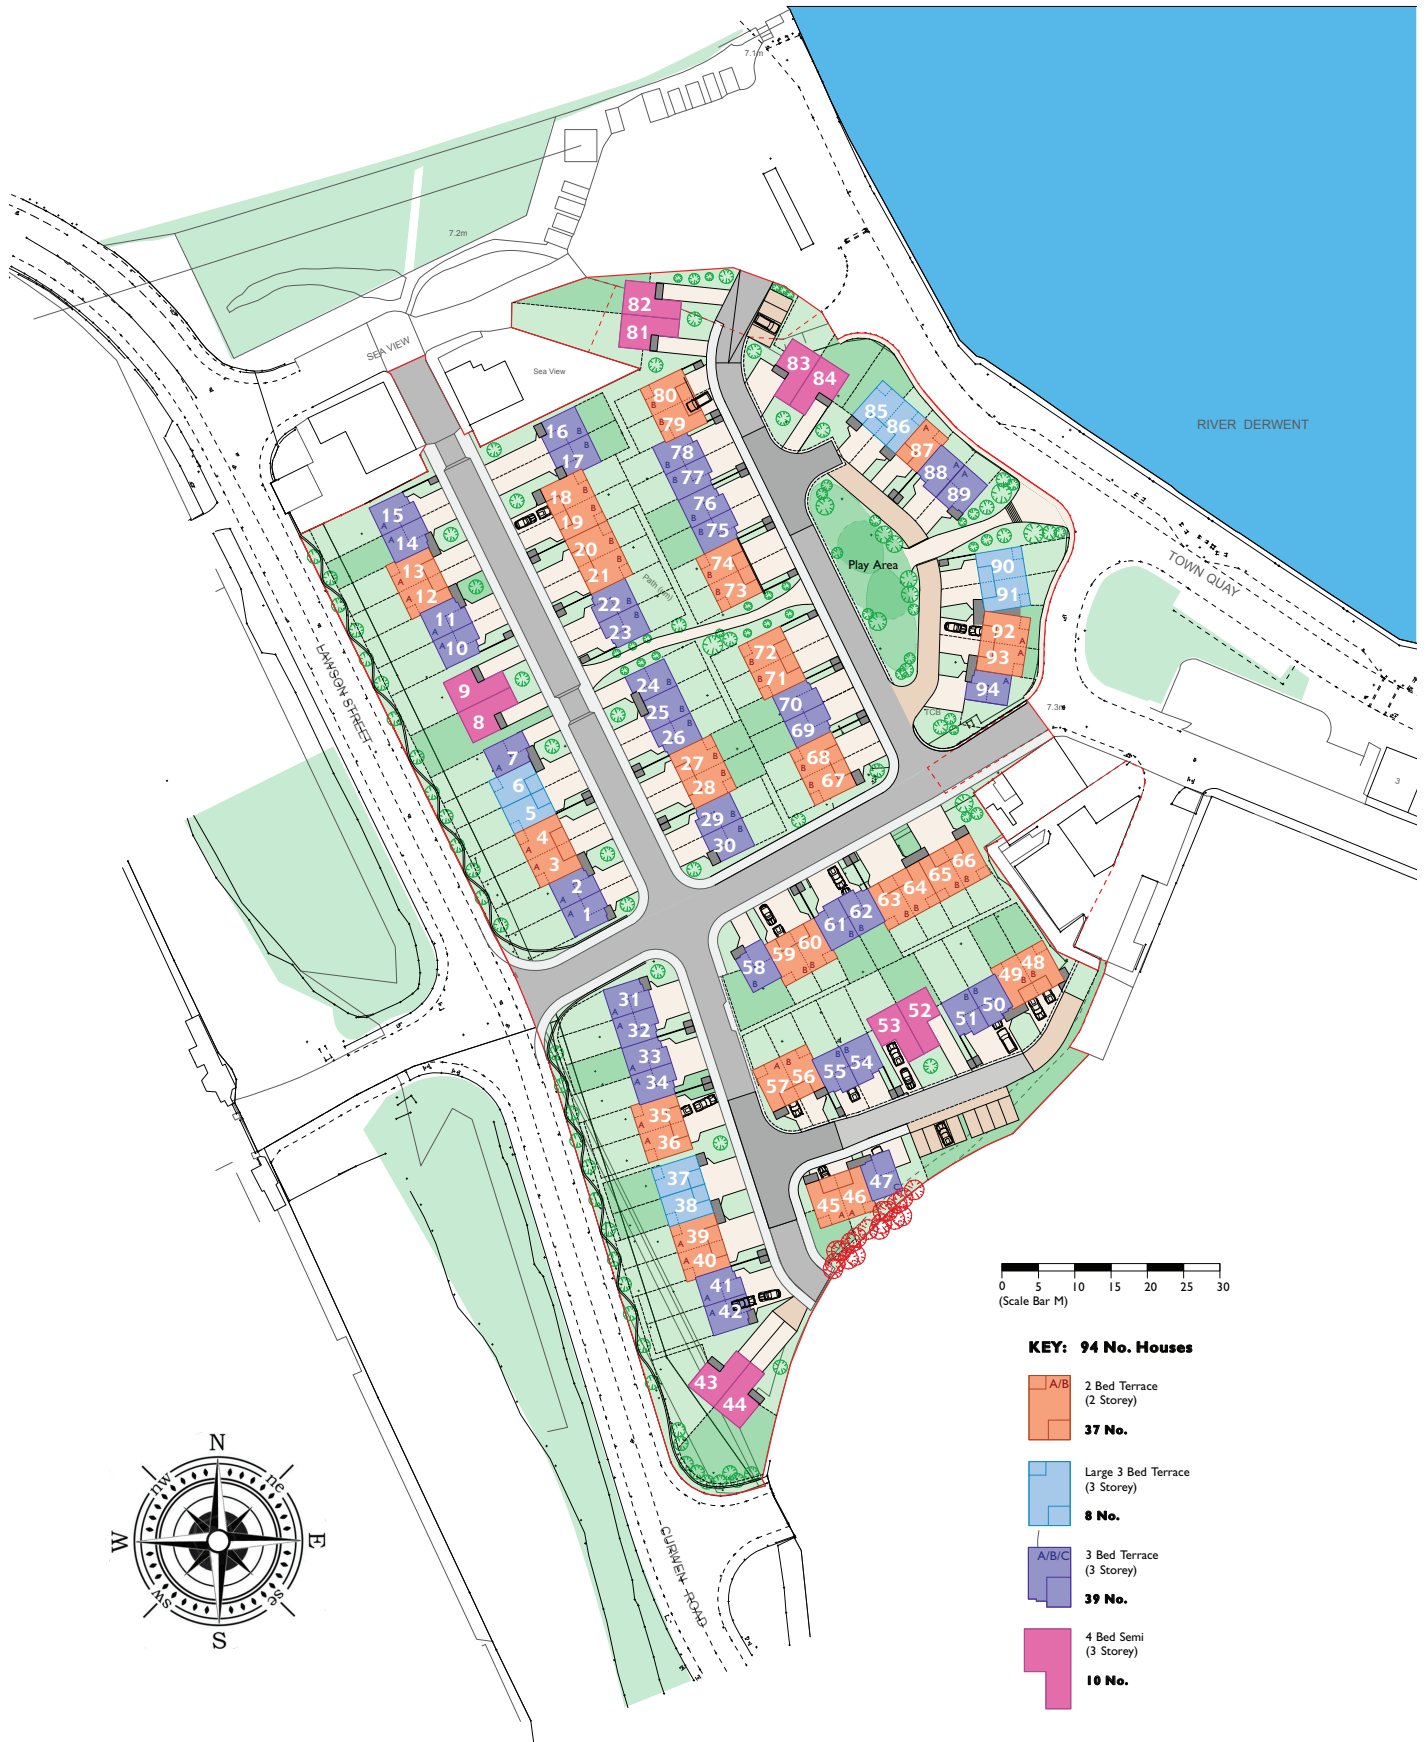 7.1m
7.2m
SEA VIEW
Sea View
RIVER DERWENT
TOWN QUAY
LAWSON STREET
CURWEN ROAD
Play Area
TCB
7.3m
3
82
81
83
84
85
86
A
87
A
88
A
89
80
B
B
79
78
B
77
76
B
75
B
74
B
73
B
16
B
B
17
18
B
19
20
B
21
22
B
23
B
15
A
14
A
13
A
12
A
11
A
10
A
9
8
7
A
6
5
4
A
3
A
2
A
1
A
24
B
25
26
B
27
B
28
B
29
B
30
B
72
B
71
B
70
B
69
B
68
B
67
B
90
91
92
A
93
A
94
A
66
65
64
63
B B
B B
62
61
B B
60
59
B B
58
B
48
49
B B
50
51
B B
52
53
54
55
B B
56
57
A B
31
A
32
A
33
A
34
A
35
A
36
A
37
38
39
A
40
A
41
A
42
A
43
44
45
46
A A
47
C
0 5 10 15 20 25 30
(Scale Bar M)
KEY: 94 No. Houses
A/B
2 Bed Terrace
(2 Storey)
37 No.
Large 3 Bed Terrace
(3 Storey)
8 No.
A/B/C
3 Bed Terrace
(3 Storey)
39 No.
4 Bed Semi
(3 Storey)
10 No.
N
nw
ne
W
E
sw
se
S